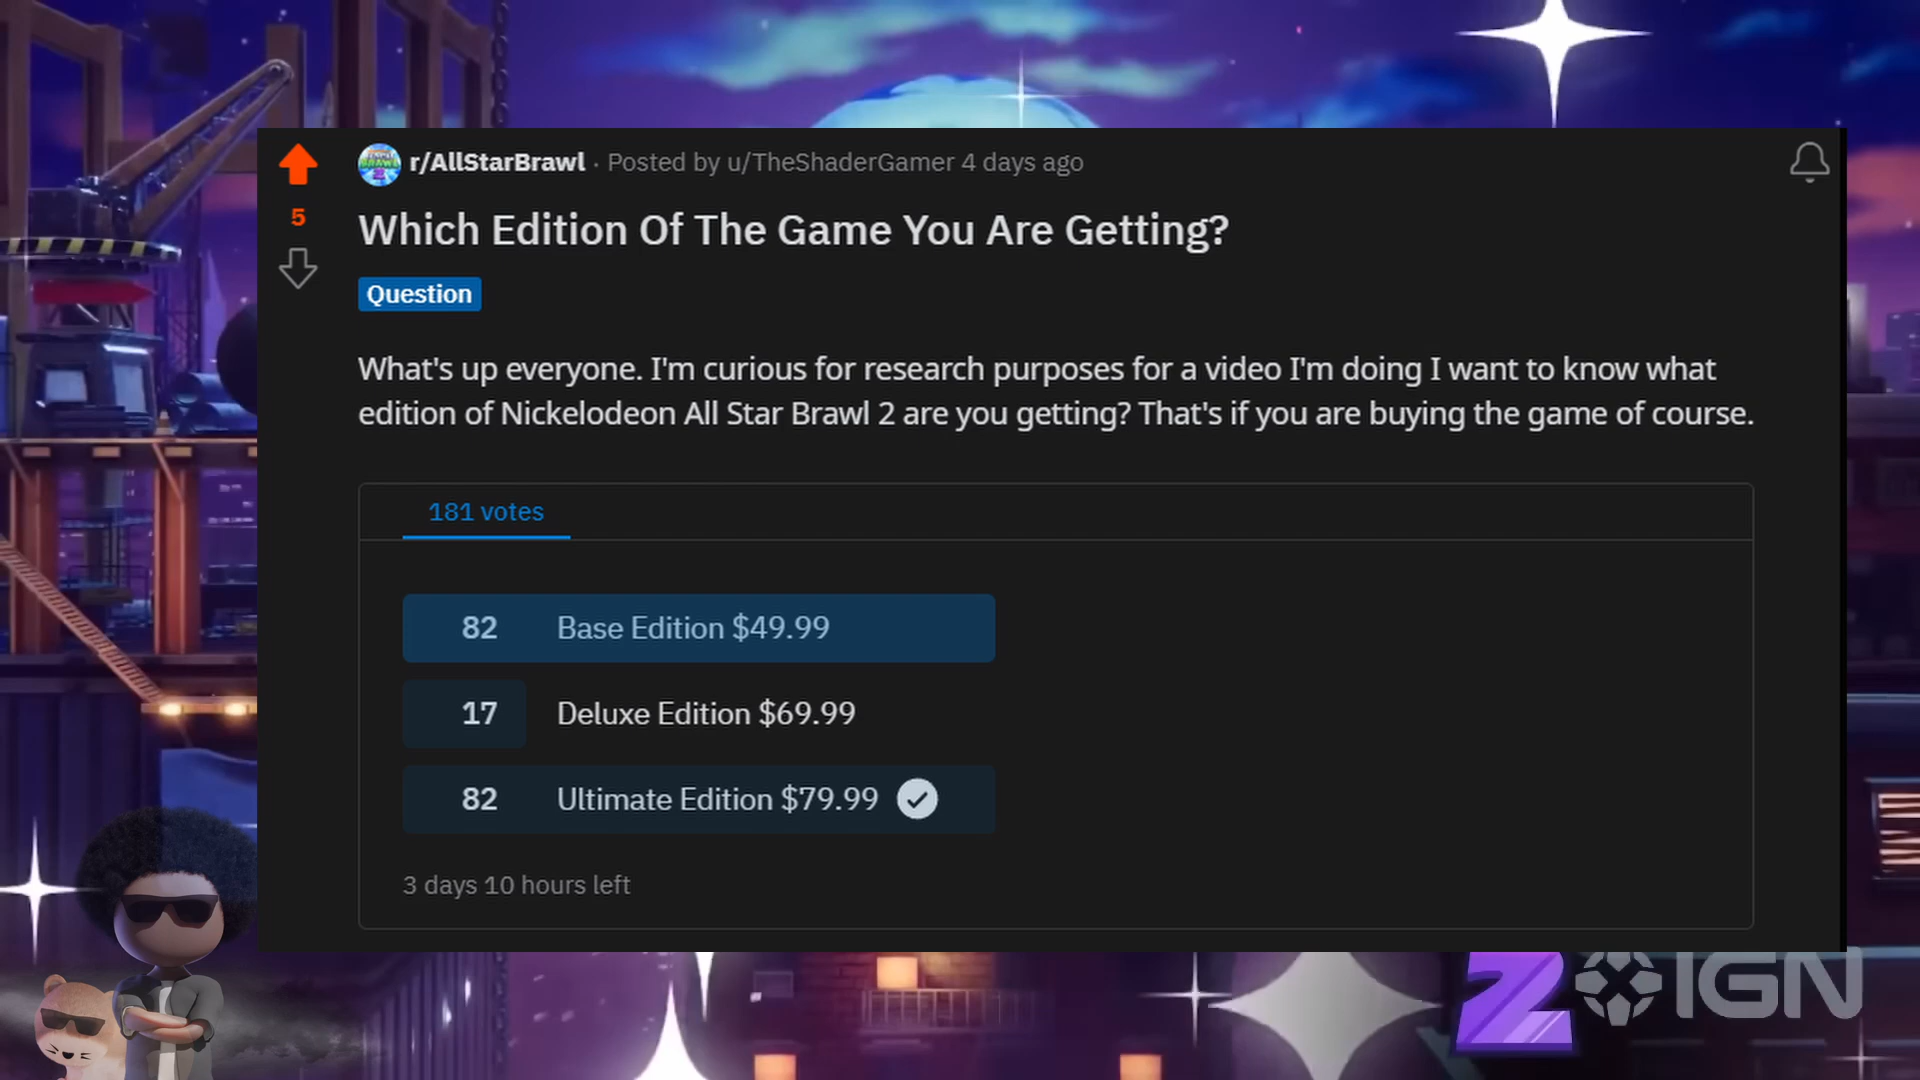 r/AllStarBrawl · Posted by u/TheShaderGamer 4 days ago
5
Which Edition Of The Game You Are Getting?
Question
What's up everyone. I'm curious for research purposes for a video I'm doing I want to know what
edition of Nickelodeon All Star Brawl 2 are you getting? That's if you are buying the game of course.
181 votes
82 Base Edition $49.99
17 Deluxe Edition $69.99
82 Ultimate Edition $79.99
3 days 10 hours left
2 IGN